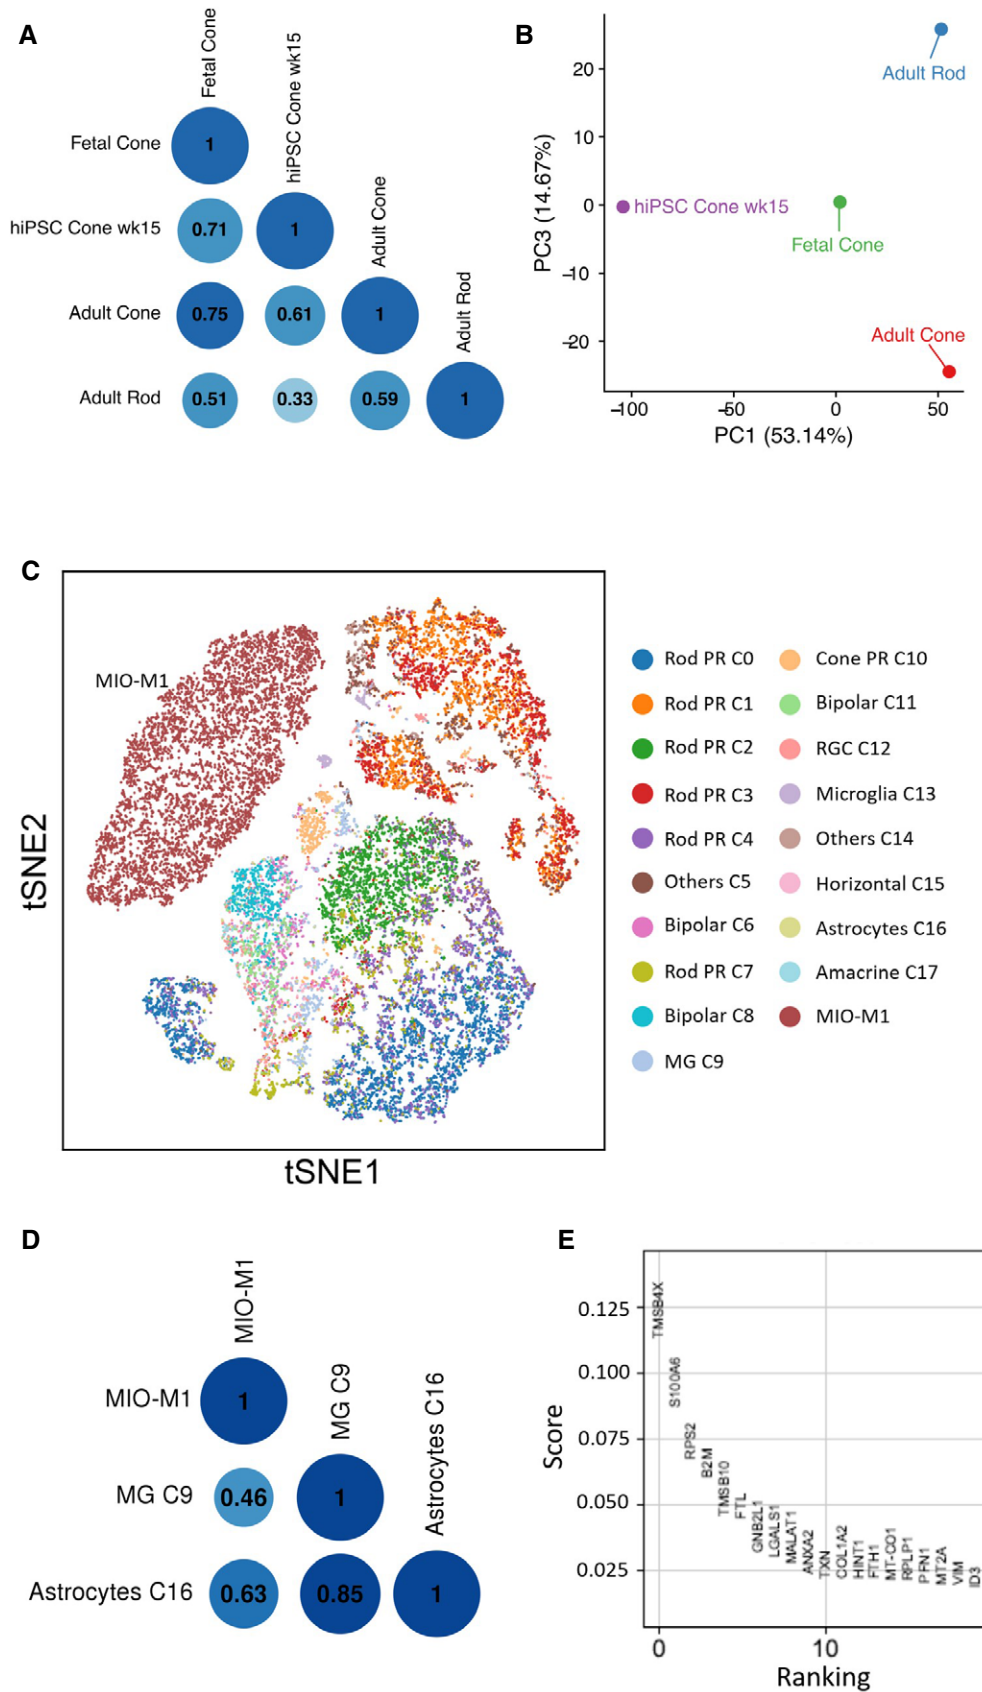 A
Fetal Cone
hiPSC Cone wk15
Adult Cone
Adult Rod
Fetal Cone
1
hiPSC Cone wk15
0.71
1
Adult Cone
0.75
0.61
1
Adult Rod
0.51
0.33
0.59
1
B
PC3 (14.67%)
20
10
0
–10
–20
Adult Rod
hiPSC Cone wk15
Fetal Cone
Adult Cone
–100
–50
0
50
PC1 (53.14%)
C
MIO-M1
tSNE2
tSNE1
Rod PR C0
Rod PR C1
Rod PR C2
Rod PR C3
Rod PR C4
Others C5
Bipolar C6
Rod PR C7
Bipolar C8
MG C9
Cone PR C10
Bipolar C11
RGC C12
Microglia C13
Others C14
Horizontal C15
Astrocytes C16
Amacrine C17
MIO-M1
D
MIO-M1
MG C9
Astrocytes C16
MIO-M1
1
MG C9
0.46
1
Astrocytes C16
0.63
0.85
1
E
Score
0.125
0.100
0.075
0.050
0.025
TMSB4X
S100A6
RPS2
B2M
TMSB10
FTL
GNB2L1
LGALS1
MALAT1
ANXA2
TXN
COL1A2
HINT1
FTH1
MT-CO1
RPLP1
PFN1
MT2A
VIM
ID3
0
10
Ranking